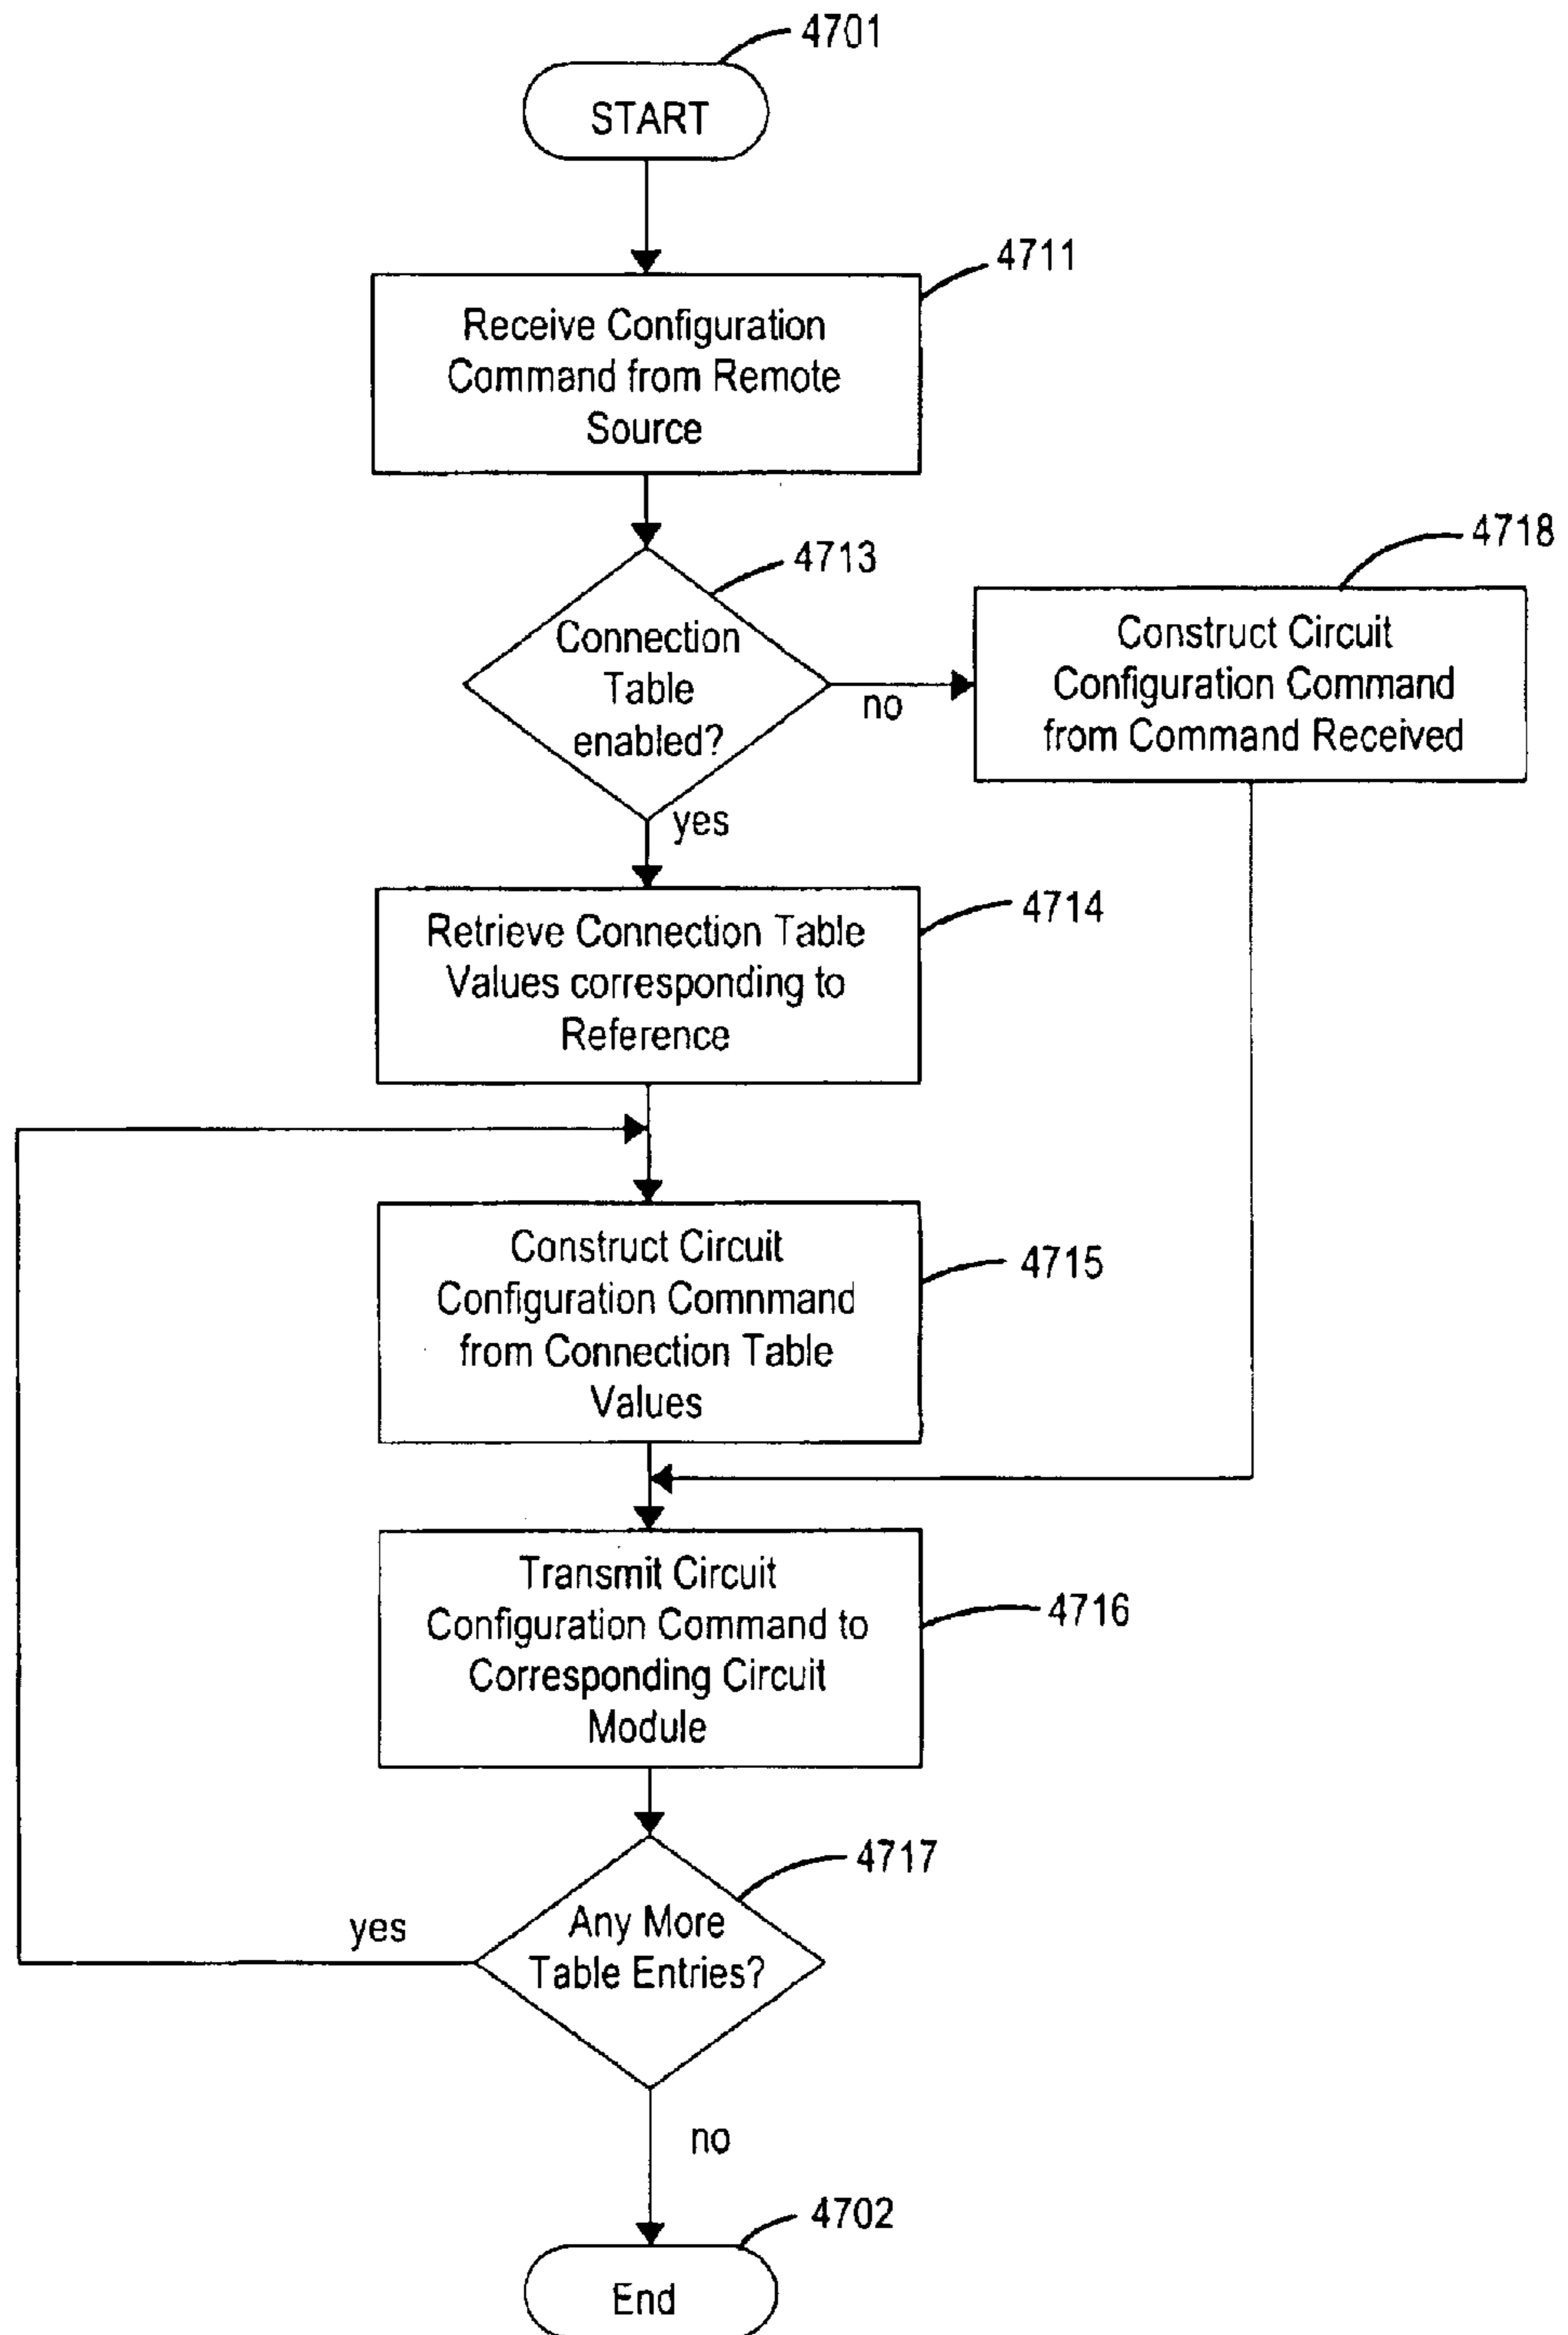 4701
START
4711
Receive Configuration
Command from Remote
Source
4713
Connection
Table
enabled?
no
yes
4718
Construct Circuit
Configuration Command
from Command Received
4714
Retrieve Connection Table
Values corresponding to
Reference
4715
Construct Circuit
Configuration Comnmand
from Connection Table
Values
4716
Transmit Circuit
Configuration Command to
Corresponding Circuit
Module
4717
Any More
Table Entries?
yes
no
4702
End